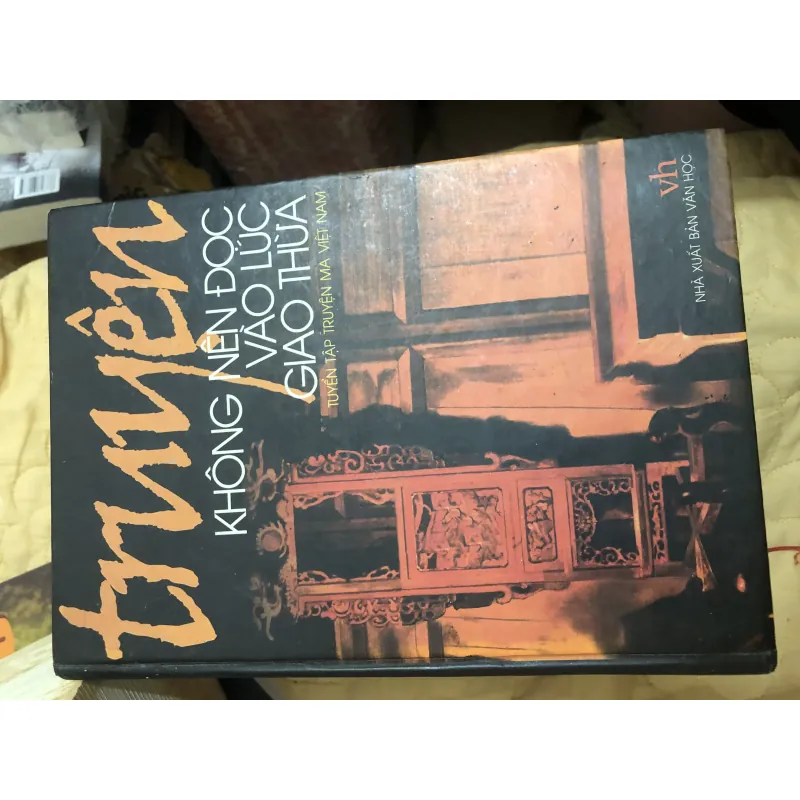 truyện
KHÔNG NÊN ĐỌC
VÀO LÚC
GIAO THỪA
TUYỂN TẬP TRUYỆN MA VIỆT NAM
vh
NHÀ XUẤT BẢN VĂN HỌC